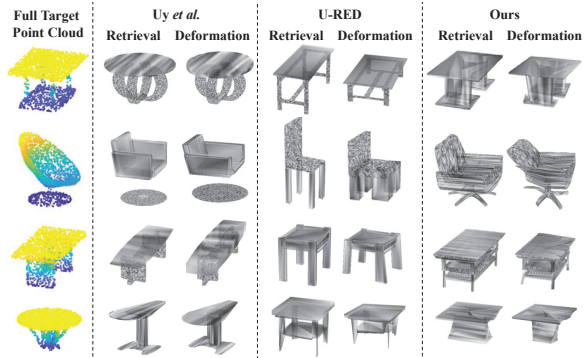 Full Target
Point Cloud
Uy et al.
Retrieval Deformation
U-RED
Retrieval Deformation
Ours
Retrieval Deformation